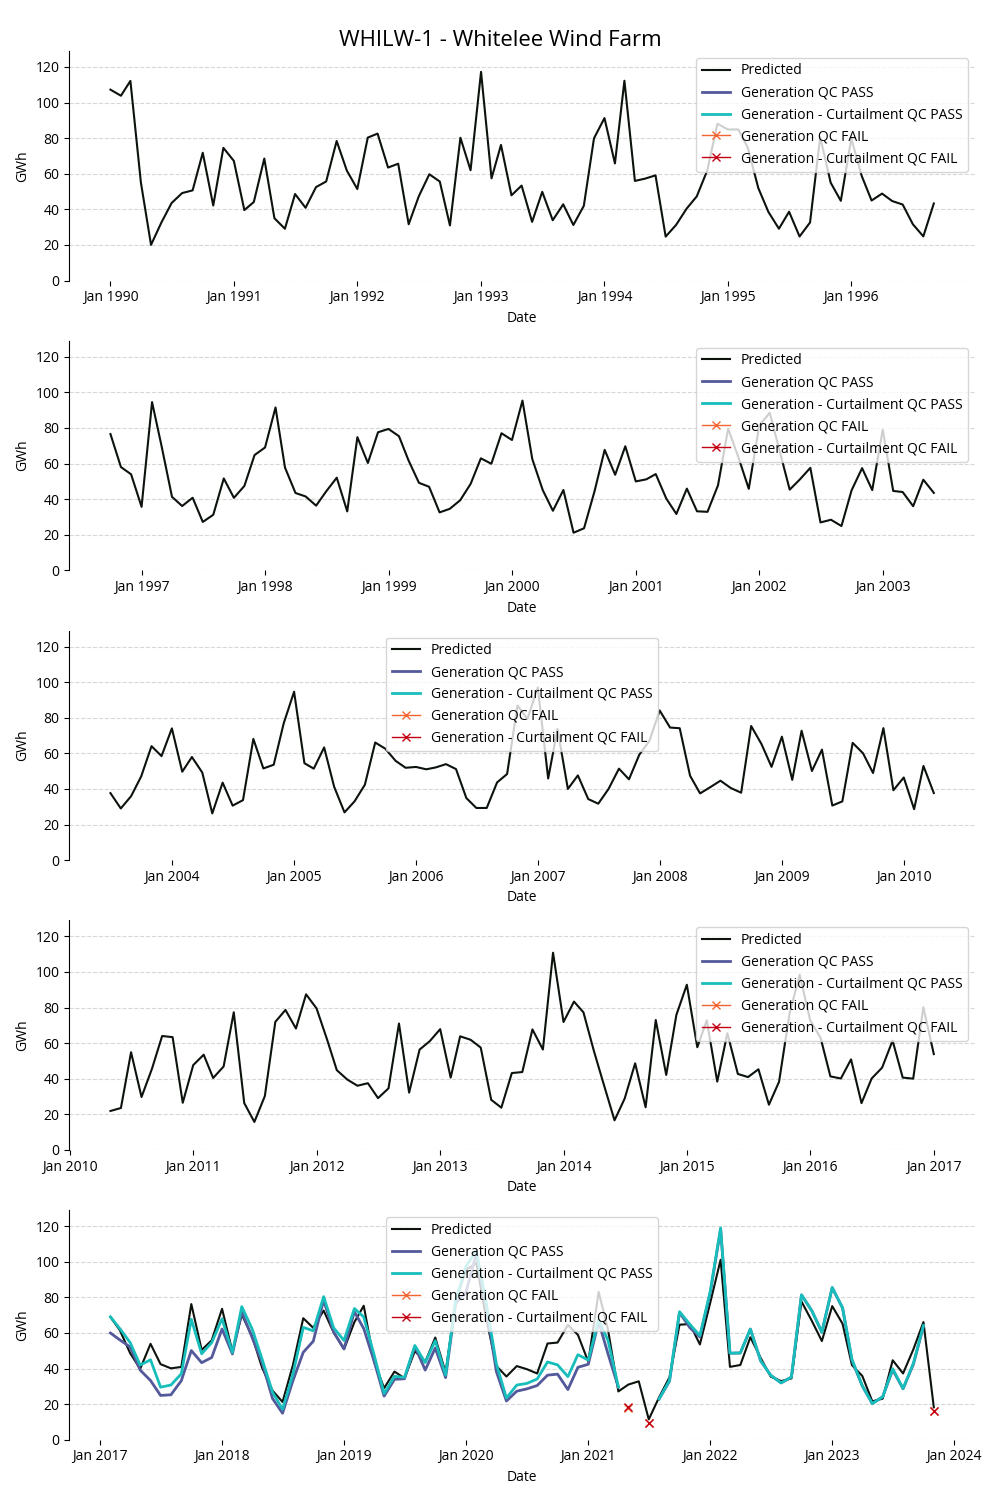 WHILW-1 - Whitelee Wind Farm
120
100
80
60
40
20
0
GWh
Predicted
Generation QC PASS
Generation - Curtailment QC PASS
Generation QC FAIL
Generation - Curtailment QC FAIL
Jan 1990 Jan 1991 Jan 1992 Jan 1993 Jan 1994 Jan 1995 Jan 1996
Date
120
100
80
60
40
20
0
GWh
Predicted
Generation QC PASS
Generation - Curtailment QC PASS
Generation QC FAIL
Generation - Curtailment QC FAIL
Jan 1997 Jan 1998 Jan 1999 Jan 2000 Jan 2001 Jan 2002 Jan 2003
Date
120
100
80
60
40
20
0
GWh
Predicted
Generation QC PASS
Generation - Curtailment QC PASS
Generation QC FAIL
Generation - Curtailment QC FAIL
Jan 2004 Jan 2005 Jan 2006 Jan 2007 Jan 2008 Jan 2009 Jan 2010
Date
120
100
80
60
40
20
0
GWh
Predicted
Generation QC PASS
Generation - Curtailment QC PASS
Generation QC FAIL
Generation - Curtailment QC FAIL
Jan 2010 Jan 2011 Jan 2012 Jan 2013 Jan 2014 Jan 2015 Jan 2016 Jan 2017
Date
120
100
80
60
40
20
0
GWh
Predicted
Generation QC PASS
Generation - Curtailment QC PASS
Generation QC FAIL
Generation - Curtailment QC FAIL
Jan 2017 Jan 2018 Jan 2019 Jan 2020 Jan 2021 Jan 2022 Jan 2023 Jan 2024
Date